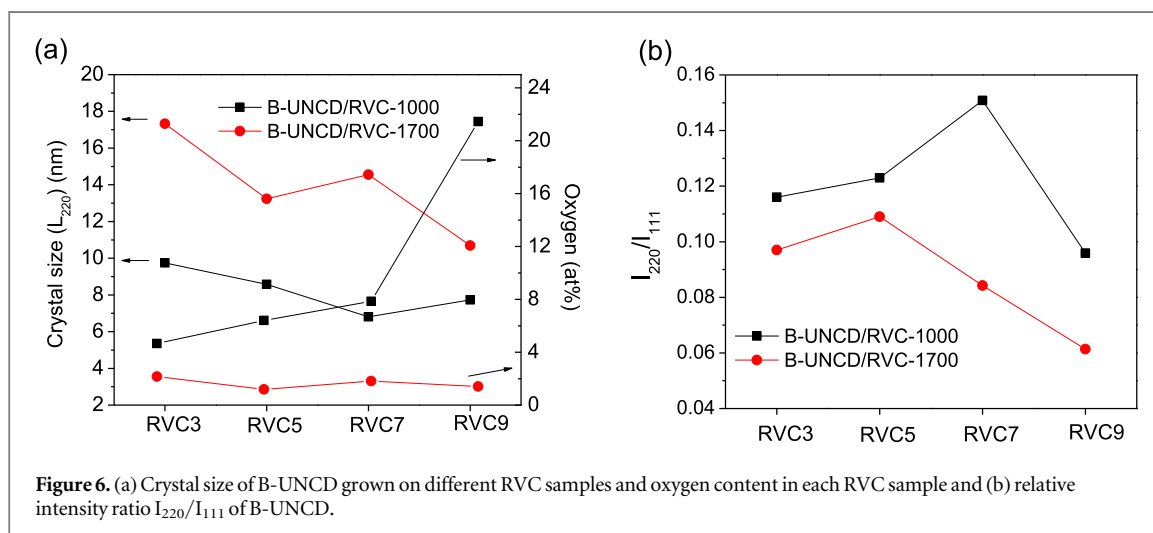 (a)
20
18
16
14
12
10
8
6
4
2
Crystal size (L220) (nm)
B-UNCD/RVC-1000
B-UNCD/RVC-1700
24
20
16
12
8
4
0
Oxygen (at%)
RVC3 RVC5 RVC7 RVC9
(b)
0.16
0.14
0.12
0.10
0.08
0.06
0.04
I220/I111
B-UNCD/RVC-1000
B-UNCD/RVC-1700
RVC3 RVC5 RVC7 RVC9
Figure 6. (a) Crystal size of B-UNCD grown on different RVC samples and oxygen content in each RVC sample and (b) relative
intensity ratio I220/I111 of B-UNCD.